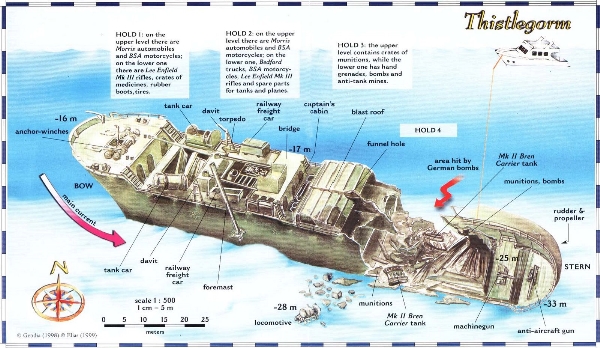 Thistlegorm
HOLD 1: on the
upper level there are
Morris automobiles
and BSA motorcycles;
on the lower level
there are Lee Enfield
Mk III rifles, crates of
medicines, rubber
boots, tires.
HOLD 2: on the upper
level there are Morris
automobiles and BSA
motorcycles; on the
lower one, Bedford
trucks, BSA motorcy-
cles, Lee Enfield Mk III
rifles and spare parts
for tanks and planes.
HOLD 3: the upper
level contains crates of
munitions, while the
lower one has hand
grenades, bombs and
anti-tank mines.
HOLD 4
-16 m
anchor-winches
tank car
davit
torpedo
railway
freight
car
bridge
captain's
cabin
-17 m
blast roof
funnel hole
area hit by
German bombs
Mk II Bren
Carrier tank
munitions, bombs
rudder &
propeller
BOW
main current
STERN
-25 m
-33 m
tank car
davit
railway
freight
car
foremast
-28 m
locomotive
munitions
Mk II Bren
Carrier tank
machinegun
anti-aircraft gun
N
scale 1 : 500
1 cm = 5 m
0 5 10 15 20 25
meters